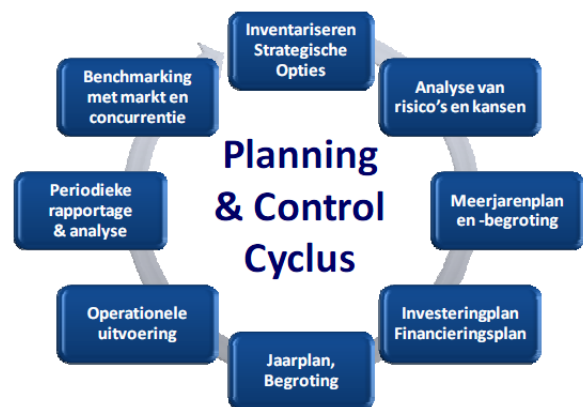 Inventariseren
Strategische
Opties
Analyse van
risico's en kansen
Meerjarenplan
en -begroting
Investeringplan
Financieringsplan
Jaarplan,
Begroting
Operationele
uitvoering
Periodieke
rapportage
& analyse
Benchmarking
met markt en
concurrentie
Planning
& Control
Cyclus